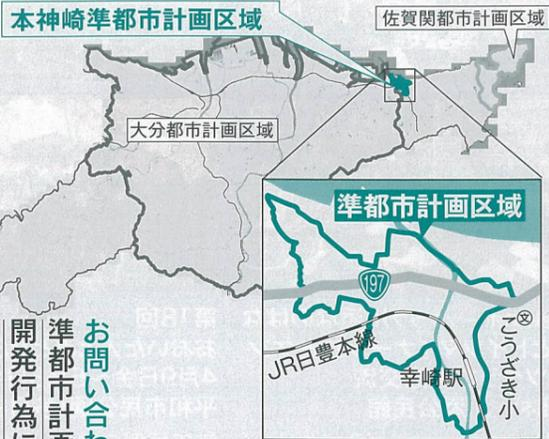 本神崎準都市計画区域
佐賀関都市計画区域
大分都市計画区域
準都市計画区域
197
JR日豊本線
幸崎駅
文
こうざき小
お問い合わ
準都市計画
開発行為に